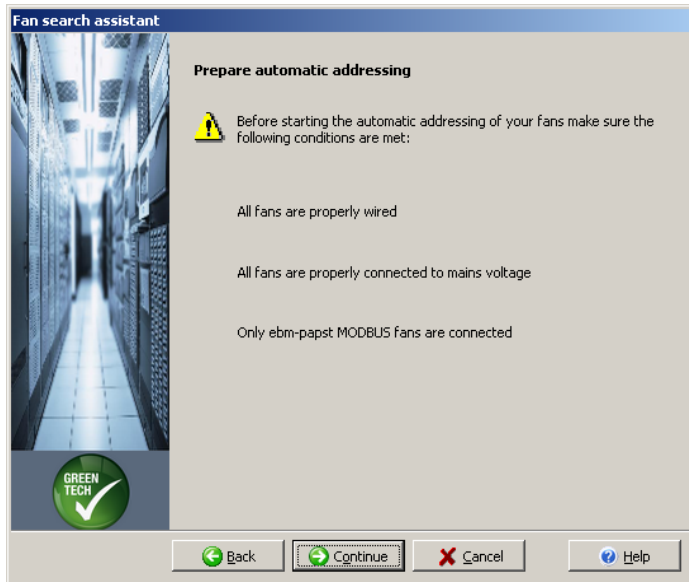 Fan search assistant
Prepare automatic addressing
Before starting the automatic addressing of your fans make sure the
following conditions are met:
All fans are properly wired
All fans are properly connected to mains voltage
Only ebm-papst MODBUS fans are connected
GREEN
TECH
Back
Continue
Cancel
Help